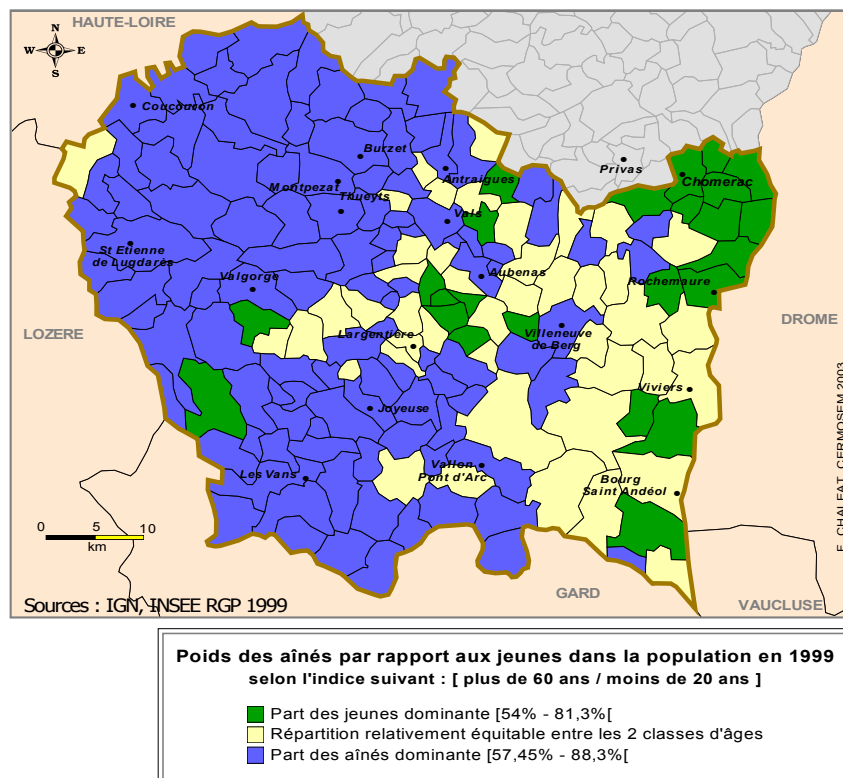 HAUTE-LOIRE
N
W E
S
Coucouron
Burzet
Privas
Antraigues
Chomerac
Montpezat
Thueyts
Vals
St Etienne
de Lugdarès
Aubenas
Valgorge
Rochemaure
LOZERE
DROME
Largentière
Villeneuve
de Berg
Viviers
Joyeuse
Vallon
Pont d'Arc
Les Vans
Bourg
Saint Andéol
0 5 10
km
E. CHALEAT, CERMOSEM 2003
GARD
Sources : IGN, INSEE RGP 1999
VAUCLUSE
Poids des aînés par rapport aux jeunes dans la population en 1999
selon l'indice suivant : [ plus de 60 ans / moins de 20 ans ]
Part des jeunes dominante [54% - 81,3%[
Répartition relativement équitable entre les 2 classes d'âges
Part des aînés dominante [57,45% - 88,3%[